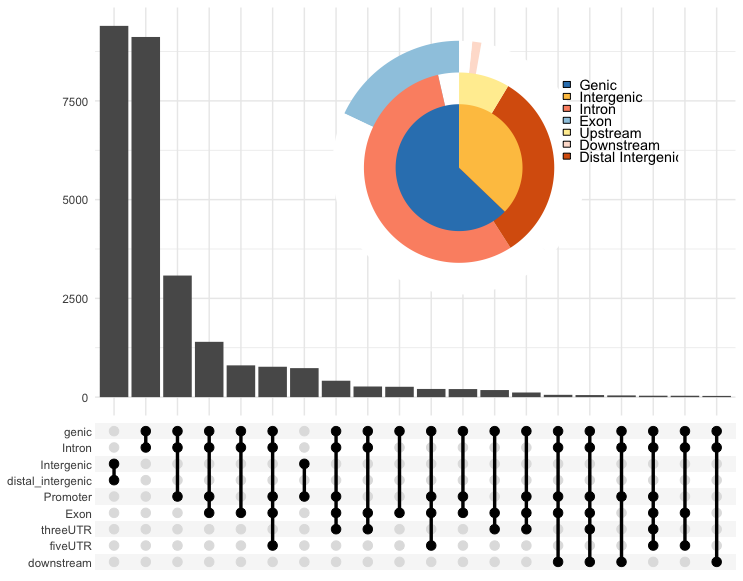 7500
5000
2500
0
Genic
Intergenic
Intron
Exon
Upstream
Downstream
Distal Intergenic
genic
Intron
Intergenic
distal_intergenic
Promoter
Exon
threeUTR
fiveUTR
downstream